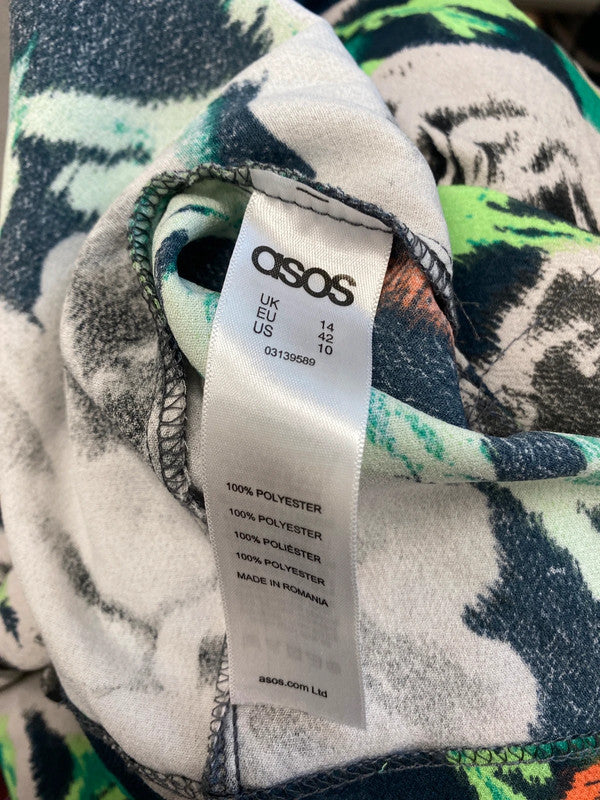 asos
UK 14
EU 42
US 10
03139589
100% POLYESTER
100% POLYESTER
100% POLIÉSTER
100% POLYESTER
MADE IN ROMANIA
asos.com Ltd